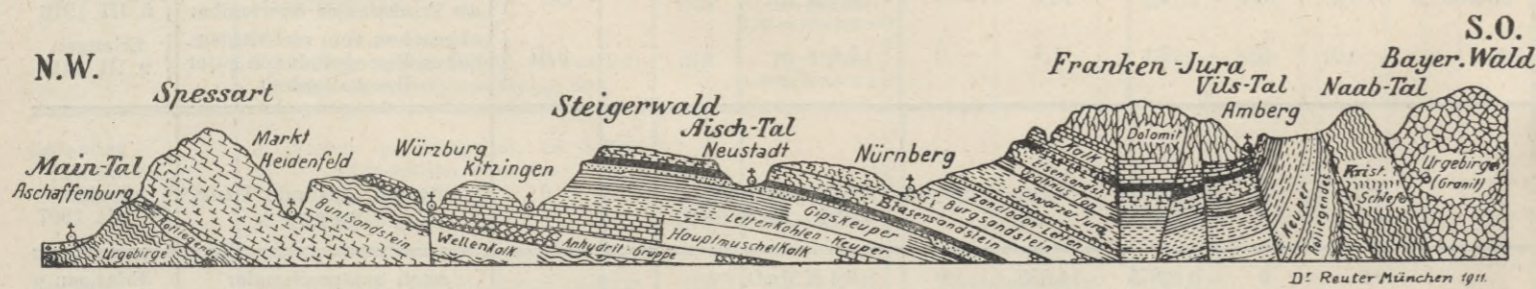 N.W.
S.O.
Spessart
Steigerwald
Franken-Jura
Bayer. Wald
Main-Tal
Aschaffenburg
Markt
Heidenfeld
Würzburg
Kitzingen
Aisch-Tal
Neustadt
Nürnberg
Vils-Tal
Amberg
Naab-Tal
Urgebirge
Buntsandstein
Wellenkalk
Anhydrit-Gruppe
Hauptmuschelkalk
Lettenkohlen-Keuper
Gipskeuper
Blasensandstein
Burgsandstein
Zanclodon Letten
Schwarzer Jura
Opalinus Ton
Eisensandst.
Kalk
Dolomit
Keuper
Rotliegendes
Krist.
Schiefer
Urgebirge
(Granit)
Dr. Reuter München 1911.